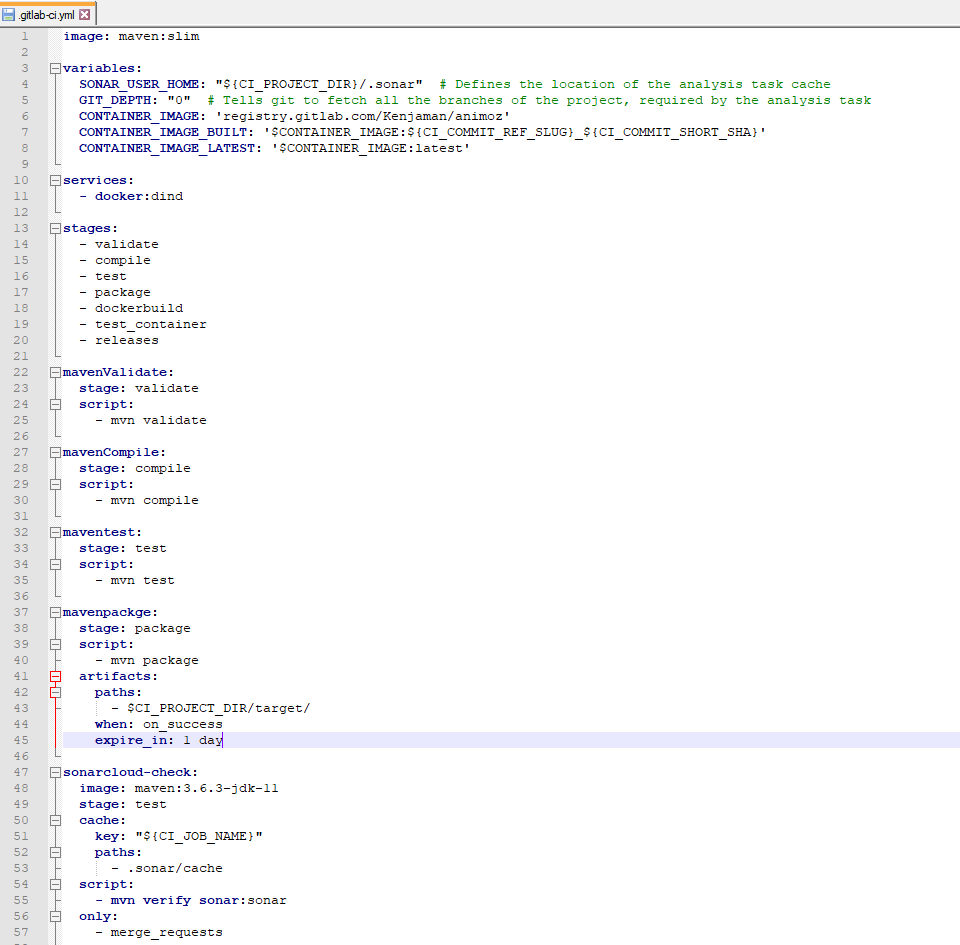 .gitlab-ci.yml
1 image: maven:slim
2
3 variables:
4 SONAR_USER_HOME: "${CI_PROJECT_DIR}/.sonar" # Defines the location of the analysis task cache
5 GIT_DEPTH: "0" # Tells git to fetch all the branches of the project, required by the analysis task
6 CONTAINER_IMAGE: 'registry.gitlab.com/Kenjaman/animoz'
7 CONTAINER_IMAGE_BUILT: '$CONTAINER_IMAGE:${CI_COMMIT_REF_SLUG}_${CI_COMMIT_SHORT_SHA}'
8 CONTAINER_IMAGE_LATEST: '$CONTAINER_IMAGE:latest'
9
10 services:
11 - docker:dind
12
13 stages:
14 - validate
15 - compile
16 - test
17 - package
18 - dockerbuild
19 - test_container
20 - releases
21
22 mavenValidate:
23 stage: validate
24 script:
25 - mvn validate
26
27 mavenCompile:
28 stage: compile
29 script:
30 - mvn compile
31
32 maventest:
33 stage: test
34 script:
35 - mvn test
36
37 mavenpackge:
38 stage: package
39 script:
40 - mvn package
41 artifacts:
42 paths:
43 - $CI_PROJECT_DIR/target/
44 when: on_success
45 expire_in: 1 day
46
47 sonarcloud-check:
48 image: maven:3.6.3-jdk-11
49 stage: test
50 cache:
51 key: "${CI_JOB_NAME}"
52 paths:
53 - .sonar/cache
54 script:
55 - mvn verify sonar:sonar
56 only:
57 - merge_requests